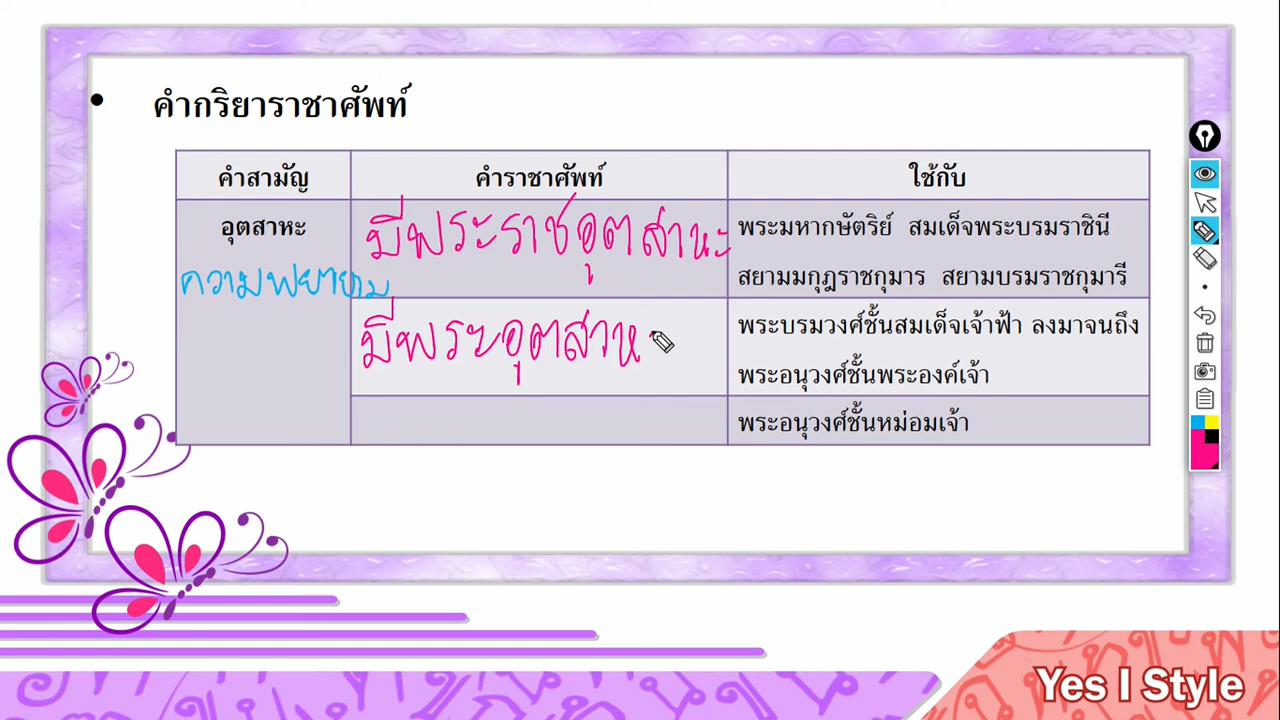 • คำกริยาราชาศัพท์
คำสามัญ คำราชาศัพท์ ใช้กับ
อุตสาหะ มีพระราชอุตสาหะ พระมหากษัตริย์ สมเด็จพระบรมราชินี
ความพยายาม สยามมกุฎราชกุมาร สยามบรมราชกุมารี
มีพระอุตสาห พระบรมวงศ์ชั้นสมเด็จเจ้าฟ้า ลงมาจนถึง
พระอนุวงศ์ชั้นพระองค์เจ้า
พระอนุวงศ์ชั้นหม่อมเจ้า
Yes I Style